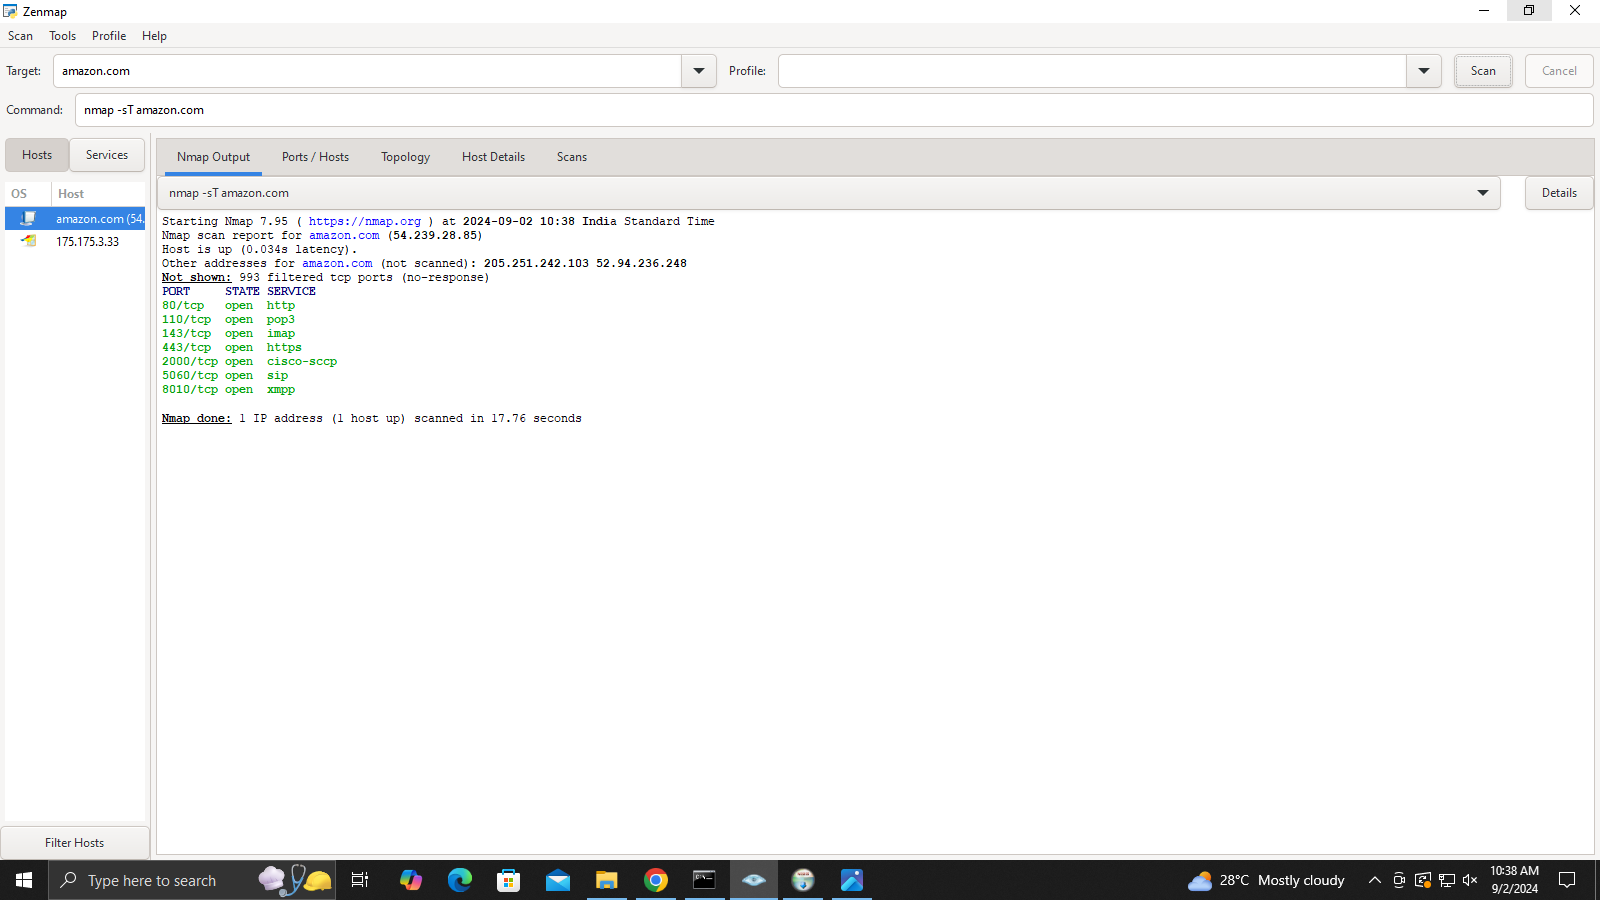 Zenmap
Scan Tools Profile Help
Target: amazon.com Profile: Scan Cancel
Command: nmap -sT amazon.com
Hosts Services
Nmap Output Ports / Hosts Topology Host Details Scans
OS Host
nmap -sT amazon.com Details
amazon.com (54.
175.175.3.33
Starting Nmap 7.95 ( https://nmap.org ) at 2024-09-02 10:38 India Standard Time
Nmap scan report for amazon.com (54.239.28.85)
Host is up (0.034s latency).
Other addresses for amazon.com (not scanned): 205.251.242.103 52.94.236.248
Not shown: 993 filtered tcp ports (no-response)
PORT STATE SERVICE
80/tcp open http
110/tcp open pop3
143/tcp open imap
443/tcp open https
2000/tcp open cisco-sccp
5060/tcp open sip
8010/tcp open xmpp
Nmap done: 1 IP address (1 host up) scanned in 17.76 seconds
Filter Hosts
Type here to search
28°C Mostly cloudy
10:38 AM
9/2/2024